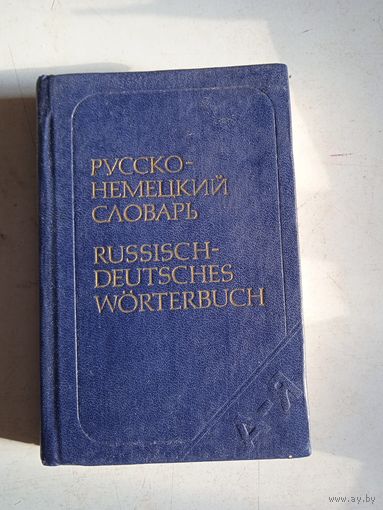 РУССКО-
НЕМЕЦКИЙ
СЛОВАРЬ
RUSSISCH-
DEUTSCHES
WÖRTERBUCH
А-Я
www.ay.by